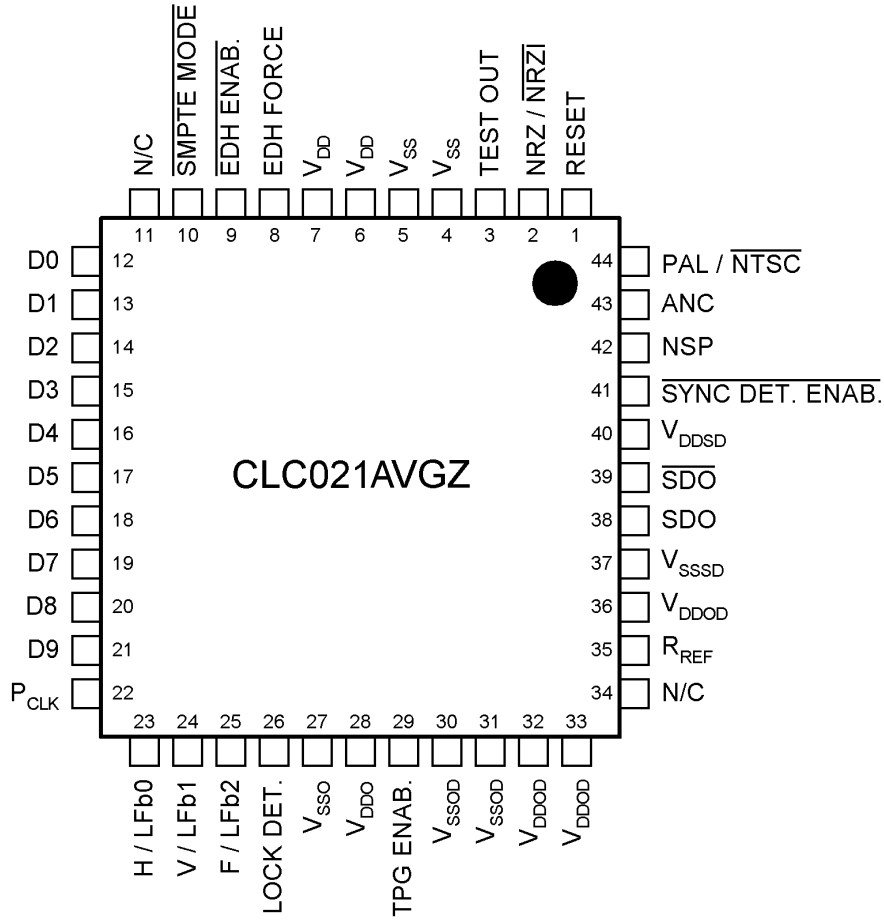 N/C
SMPTE MODE
EDH ENAB.
EDH FORCE
VDD
VDD
VSS
VSS
TEST OUT
NRZ / NRZI
RESET
11 10 9 8 7 6 5 4 3 2 1
D0 12
D1 13
D2 14
D3 15
D4 16
D5 17
D6 18
D7 19
D8 20
D9 21
PCLK 22
CLC021AVGZ
44 PAL / NTSC
43 ANC
42 NSP
41 SYNC DET. ENAB.
40 VDDSD
39 SDO
38 SDO
37 VSSSD
36 VDDOD
35 RREF
34 N/C
23 24 25 26 27 28 29 30 31 32 33
H / LFb0
V / LFb1
F / LFb2
LOCK DET.
VSSO
VDDO
TPG ENAB.
VSSOD
VSSOD
VDDOD
VDDOD